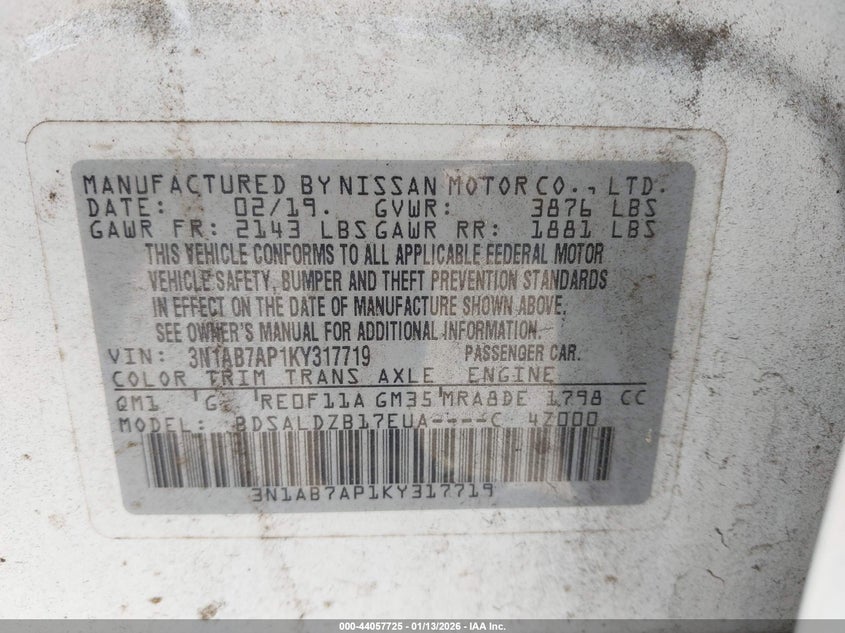 MANUFACTURED BY NISSAN MOTOR CO., LTD.
DATE: 02/19. GVWR: 3876 LBS
GAWR FR: 2143 LBS GAWR RR: 1881 LBS
THIS VEHICLE CONFORMS TO ALL APPLICABLE FEDERAL MOTOR
VEHICLE SAFETY, BUMPER AND THEFT PREVENTION STANDARDS
IN EFFECT ON THE DATE OF MANUFACTURE SHOWN ABOVE.
SEE OWNER'S MANUAL FOR ADDITIONAL INFORMATION.
VIN: 3N1AB7AP1KY317719 PASSENGER CAR.
COLOR TRIM TRANS AXLE ENGINE
QM1 G RE0F11A GM35 MRA8DE 1798 CC
MODEL: BDSALDZB17EUA----C 4Z000
3N1AB7AP1KY317719
000-44057725 - 01/13/2026 - IAA Inc.